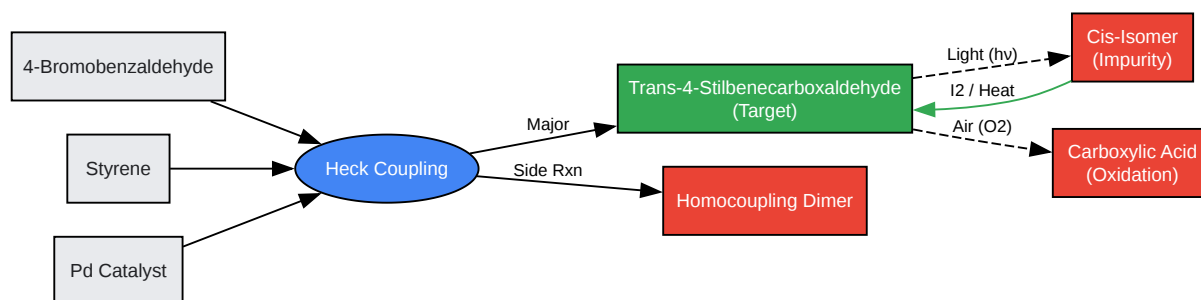 4-Bromobenzaldehyde
Styrene
Pd Catalyst
Heck Coupling
Major
Side Rxn
Trans-4-Stilbenecarboxaldehyde
(Target)
Homocoupling Dimer
Light (hν)
I2 / Heat
Air (O2)
Cis-Isomer
(Impurity)
Carboxylic Acid
(Oxidation)